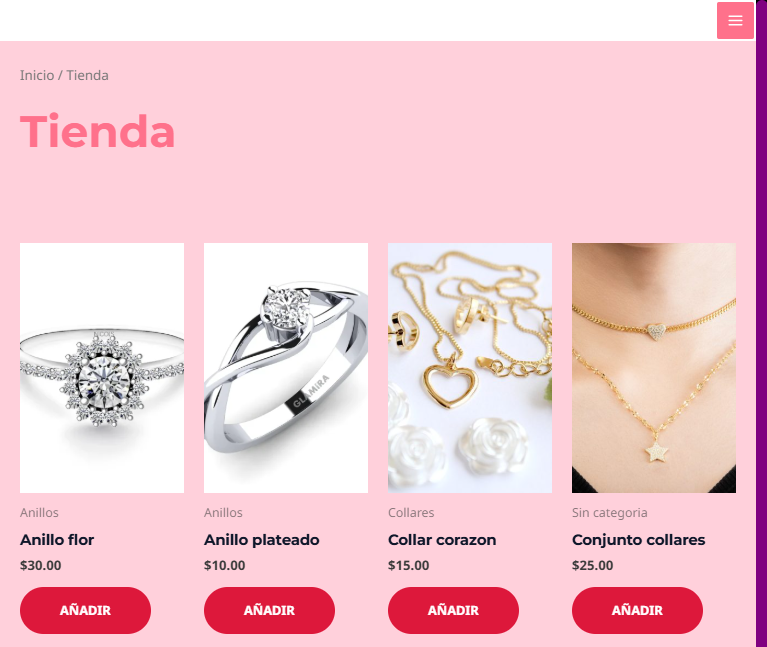 Inicio / Tienda
Tienda
GLAMIRA
Anillos
Anillo flor
$30.00
AÑADIR
Anillos
Anillo plateado
$10.00
AÑADIR
Collares
Collar corazon
$15.00
AÑADIR
Sin categoria
Conjunto collares
$25.00
AÑADIR